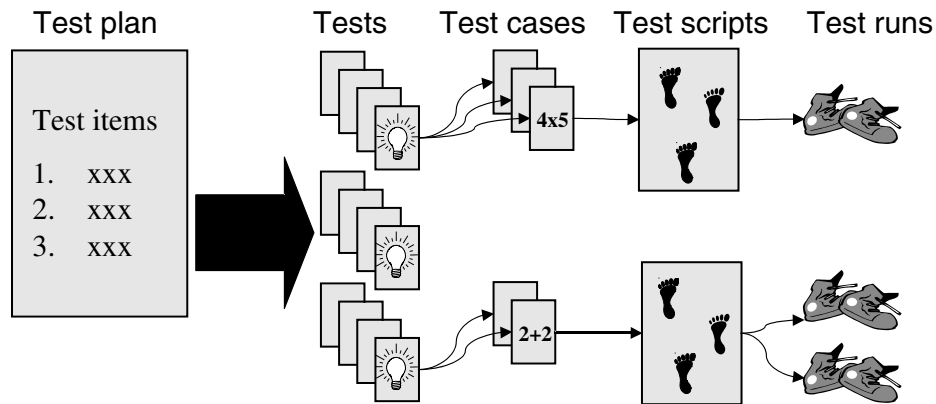 Test plan
Tests
Test cases
Test scripts
Test runs
Test items
1. xxx
2. xxx
3. xxx
4x5
2+2